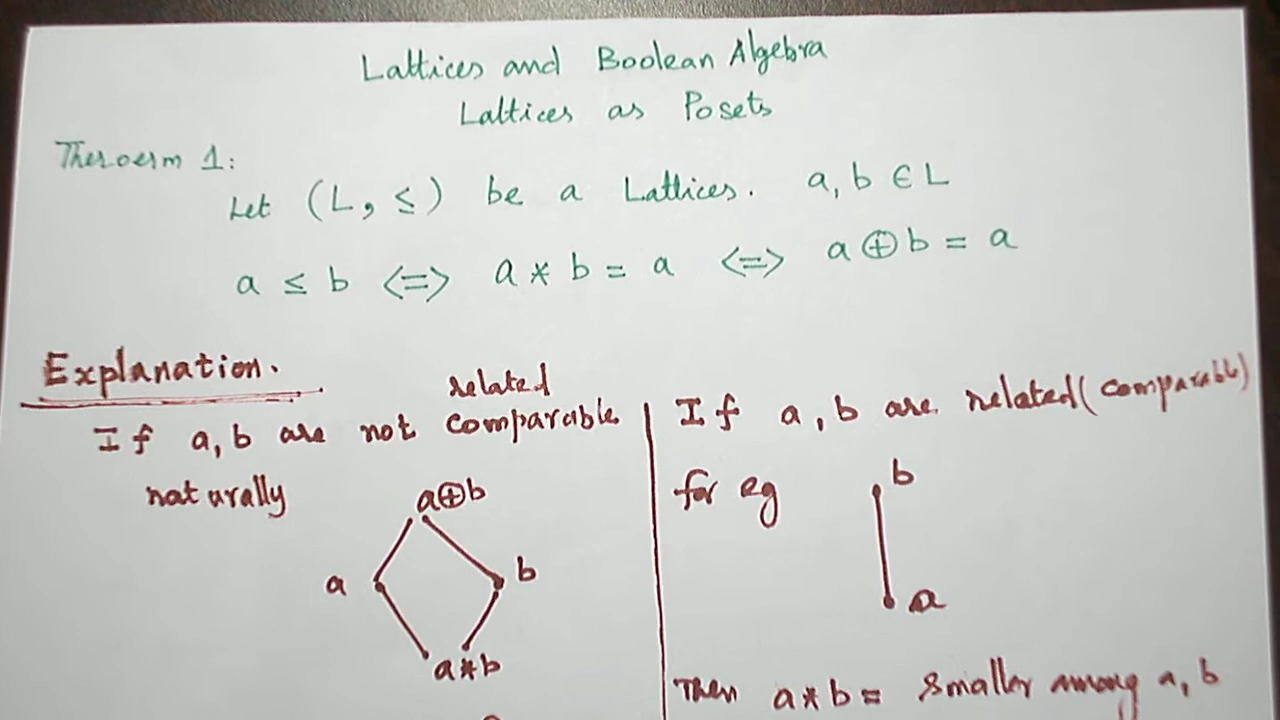 Lattices and Boolean Algebra
Lattices as Posets
Theroerm 1:
Let (L, ≤) be a Lattices. a, b ∈ L
a ≤ b <=> a * b = a <=> a ⊕ b = a
Explanation.
related
If a, b are not comparable
naturally
a⊕b
a
b
a*b
If a, b are related (comparable)
for eg
b
a
Then a*b = smaller among a, b